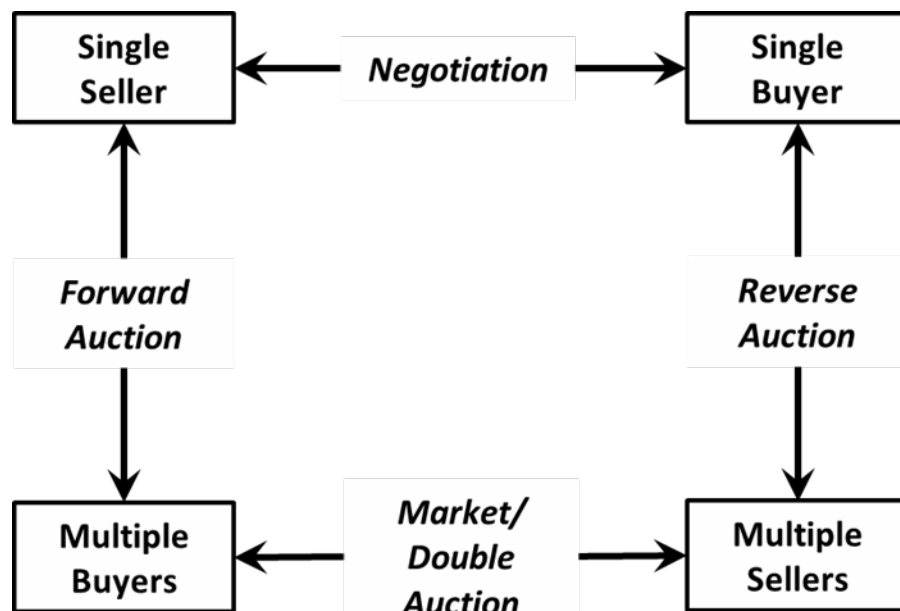 Single
Seller
Negotiation
Single
Buyer
Forward
Auction
Reverse
Auction
Multiple
Buyers
Market/
Double
Auction
Multiple
Sellers